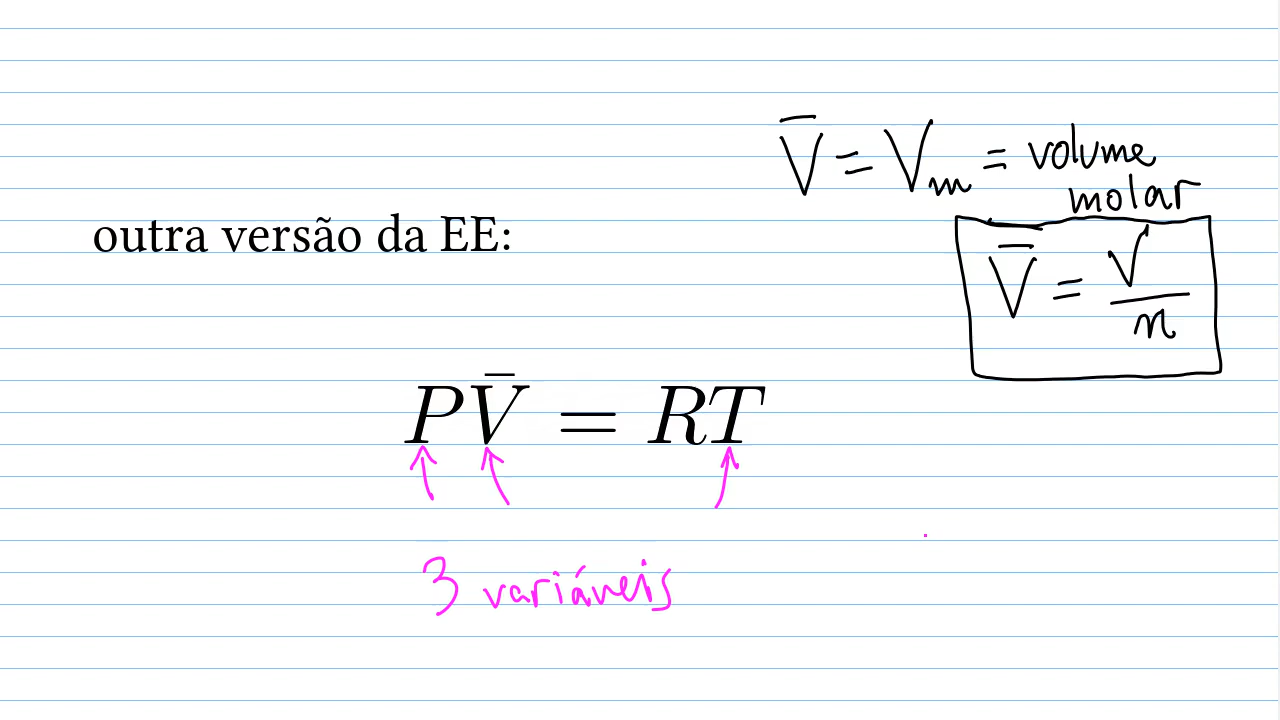 V̄ = Vm = volume
molar
outra versão da EE:
V̄ = V/n
PV̄ = RT
3 variáveis